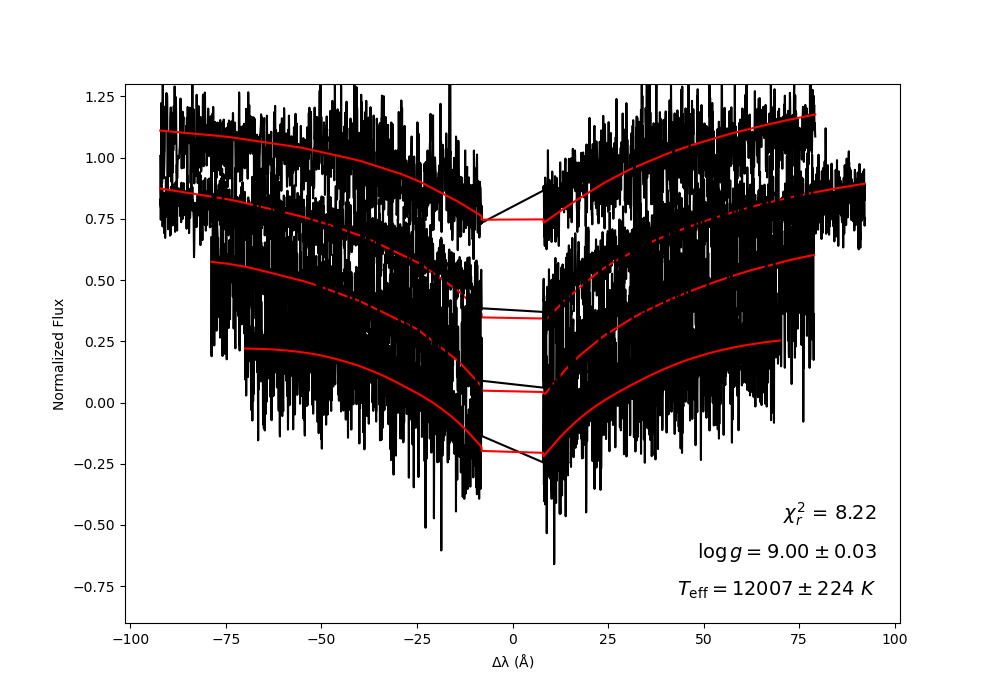 1.25
1.00
0.75
0.50
0.25
0.00
−0.25
−0.50
−0.75
Normalized Flux
χ²ᵣ = 8.22
log g = 9.00 ± 0.03
T_eff = 12007 ± 224 K
−100 −75 −50 −25 0 25 50 75 100
Δλ (Å)